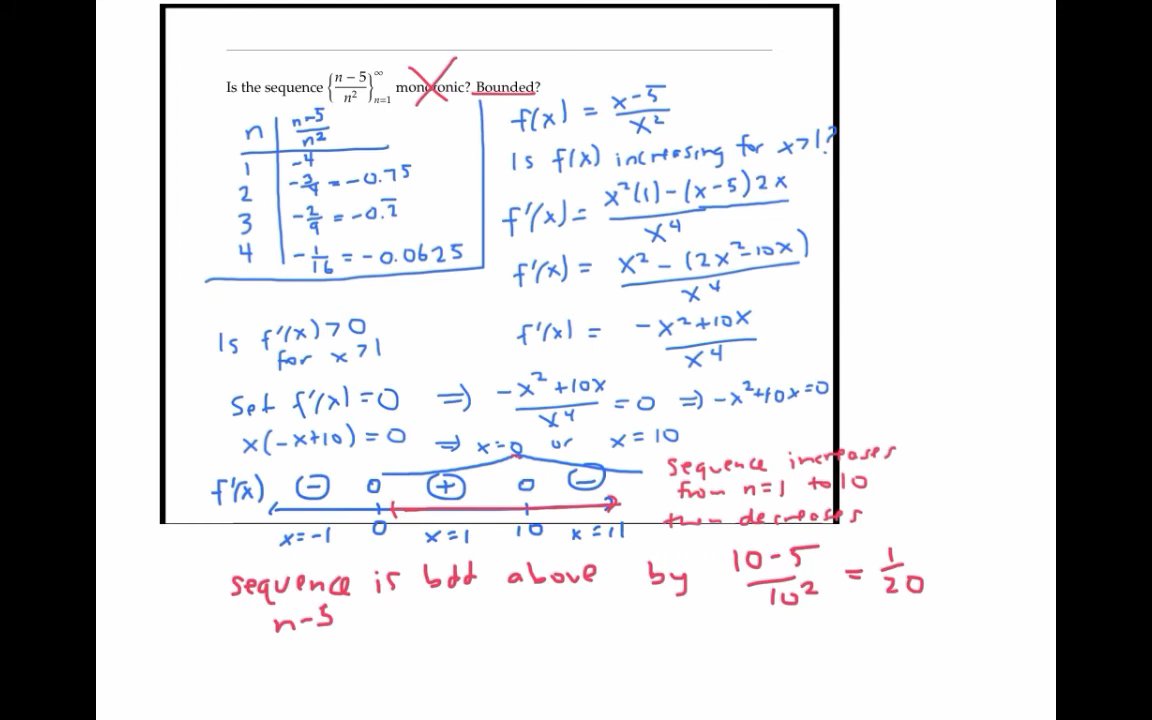 Is the sequence {n − 5 / n²}∞ n=1 monotonic? Bounded?
n | n-5 / n²
1 | -4
2 | -3/4 = -0.75
3 | -2/9 = -0.2̅
4 | -1/16 = -0.0625
f(x) = x-5 / x²
Is f(x) increasing for x>1?
f'(x) = x²(1) - (x-5)2x / x⁴
f'(x) = x² - (2x²-10x) / x⁴
f'(x) = -x²+10x / x⁴
Is f'(x)>0
for x>1
Set f'(x)=0 ⇒ -x²+10x / x⁴ = 0 ⇒ -x²+10x=0
x(-x+10)=0 ⇒ x=0 or x=10
f'(x) - 0 + 0 -
x=-1 0 x=1 10 x=11
sequence increases
from n=1 to 10
then decreases
sequence is bdd above by 10-5 / 10² = 1/20
n-5